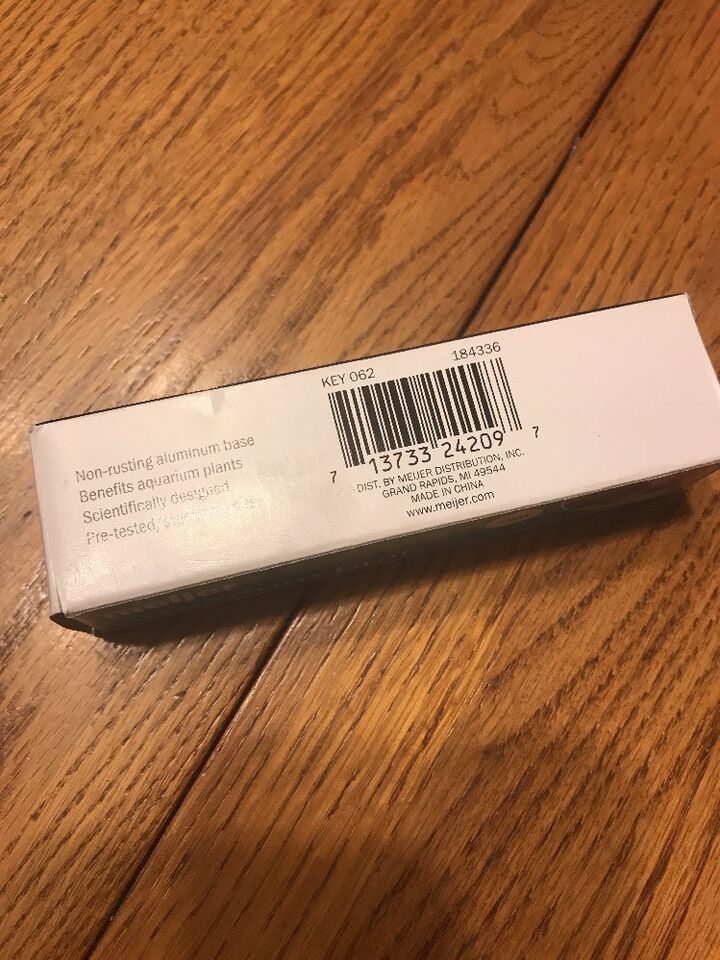 Non-rusting aluminum base
Benefits aquarium plants
Scientifically designed
Pre-tested,
KEY 062
184336
7 13733 24209 7
DIST. BY MEIJER DISTRIBUTION, INC.
GRAND RAPIDS, MI 49544
MADE IN CHINA
www.meijer.com
meijer